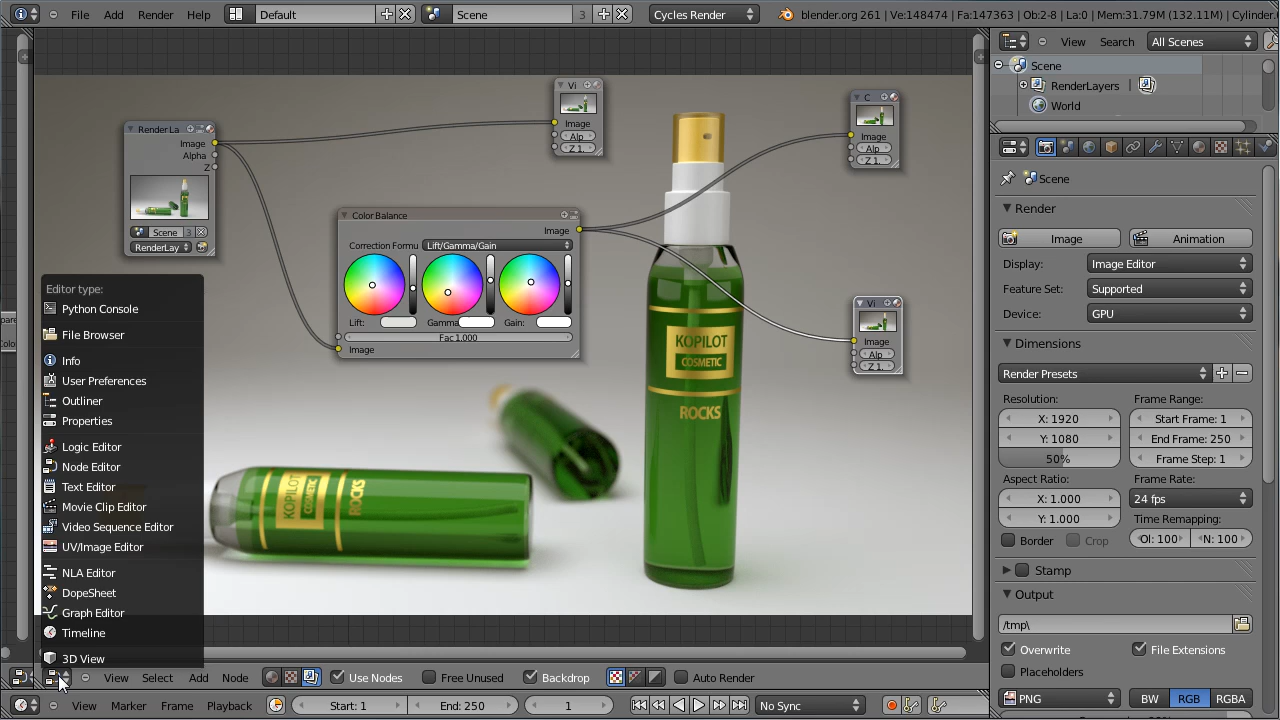 File Add Render Help Default Scene 3 Cycles Render blender.org 261 | Ve:148474 | Fa:147363 | Ob:2-8 | La:0 | Mem:31.79M (132.11M) | Cylinder.
View Search All Scenes
Scene
RenderLayers
World
Scene
Render
Image Animation
Display: Image Editor
Feature Set: Supported
Device: GPU
Dimensions
Render Presets
Resolution: Frame Range:
X: 1920 Start Frame: 1
Y: 1080 End Frame: 250
50% Frame Step: 1
Aspect Ratio: Frame Rate:
X: 1.000 24 fps
Y: 1.000 Time Remapping:
Border Crop Ol: 100 N: 100
Stamp
Output
/tmp\
Overwrite File Extensions
Placeholders
PNG BW RGB RGBA
Render La
Image
Alpha
Z
Scene 3
RenderLay
Vi
Image
Alp
Z 1.
C
Image
Alp
Z 1.
Color Balance
Image
Correction Formu Lift/Gamma/Gain
Lift: Gamma Gain:
Fac 1.000
Image
Vi
Image
Alp
Z 1.
KOPILOT
COSMETIC
ROCKS
KOPILOT
COSMETIC
ROCKS
Editor type:
Python Console
File Browser
Info
User Preferences
Outliner
Properties
Logic Editor
Node Editor
Text Editor
Movie Clip Editor
Video Sequence Editor
UV/Image Editor
NLA Editor
DopeSheet
Graph Editor
Timeline
3D View
View Select Add Node Use Nodes Free Unused Backdrop Auto Render
View Marker Frame Playback Start: 1 End: 250 1 No Sync